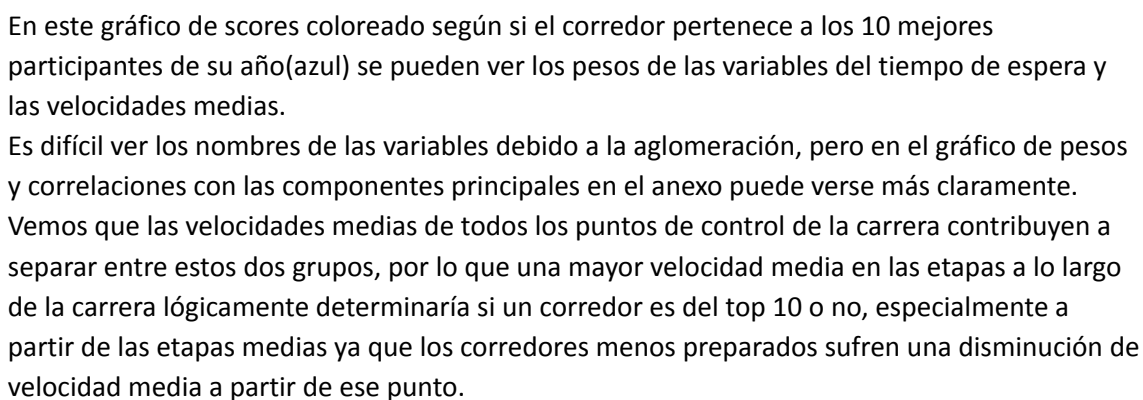 En este gráfico de scores coloreado según si el corredor pertenece a los 10 mejores
participantes de su año(azul) se pueden ver los pesos de las variables del tiempo de espera y
las velocidades medias.
Es difícil ver los nombres de las variables debido a la aglomeración, pero en el gráfico de pesos
y correlaciones con las componentes principales en el anexo puede verse más claramente.
Vemos que las velocidades medias de todos los puntos de control de la carrera contribuyen a
separar entre estos dos grupos, por lo que una mayor velocidad media en las etapas a lo largo
de la carrera lógicamente determinaría si un corredor es del top 10 o no, especialmente a
partir de las etapas medias ya que los corredores menos preparados sufren una disminución de
velocidad media a partir de ese punto.